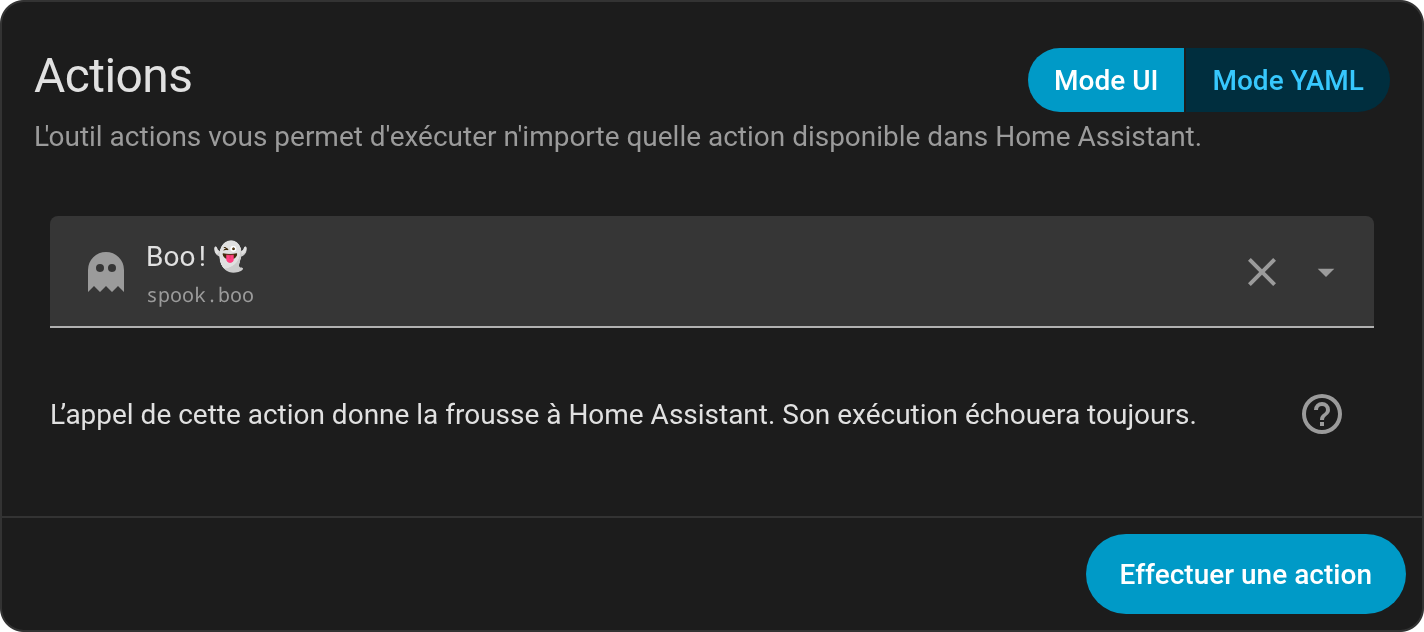 Actions
Mode UI
Mode YAML
L'outil actions vous permet d'exécuter n'importe quelle action disponible dans Home Assistant.
Boo! 👻
spook.boo
L’appel de cette action donne la frousse à Home Assistant. Son exécution échouera toujours.
Effectuer une action